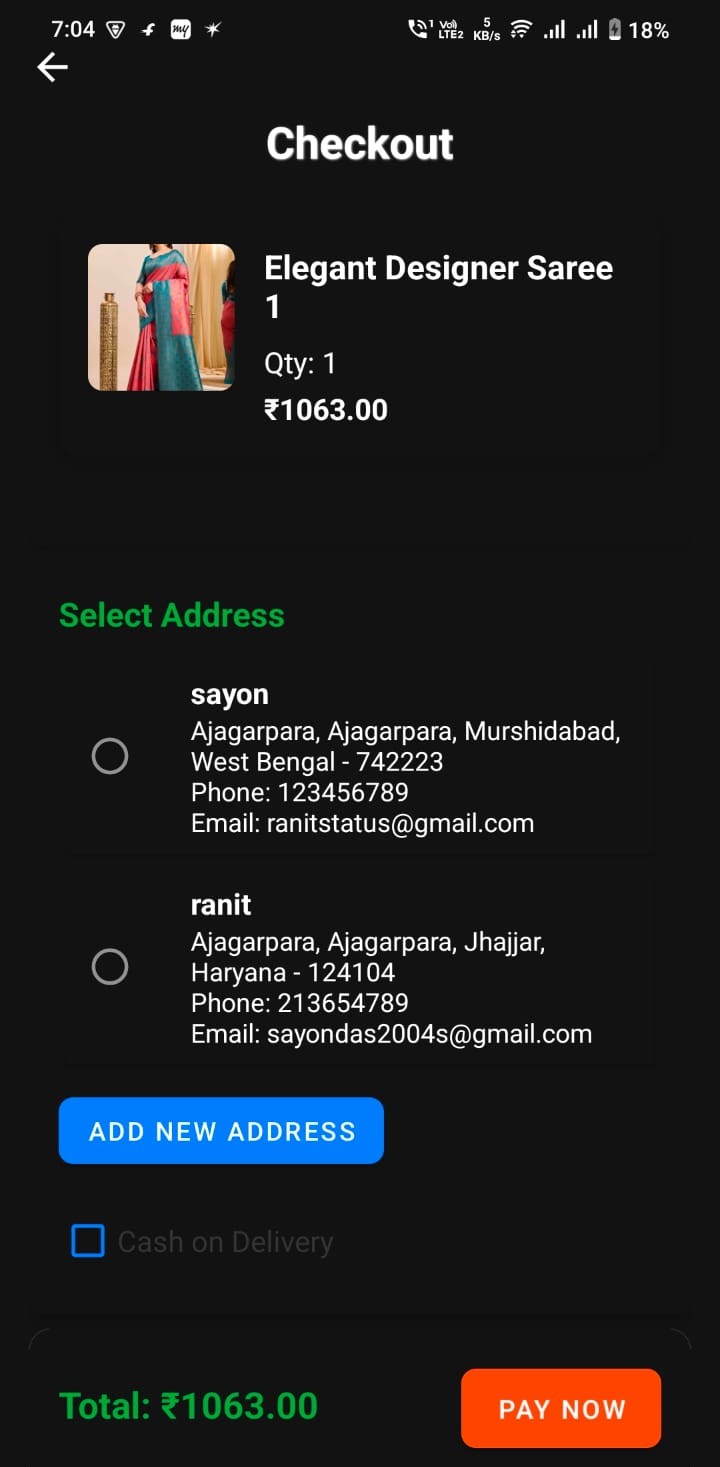 7:04 my 1 Vo)) LTE2 5 KB/s 18%
Checkout
Elegant Designer Saree
1
Qty: 1
₹1063.00
Select Address
sayon
Ajagarpara, Ajagarpara, Murshidabad,
West Bengal - 742223
Phone: 123456789
Email: ranitstatus@gmail.com
ranit
Ajagarpara, Ajagarpara, Jhajjar,
Haryana - 124104
Phone: 213654789
Email: sayondas2004s@gmail.com
ADD NEW ADDRESS
Cash on Delivery
Total: ₹1063.00
PAY NOW